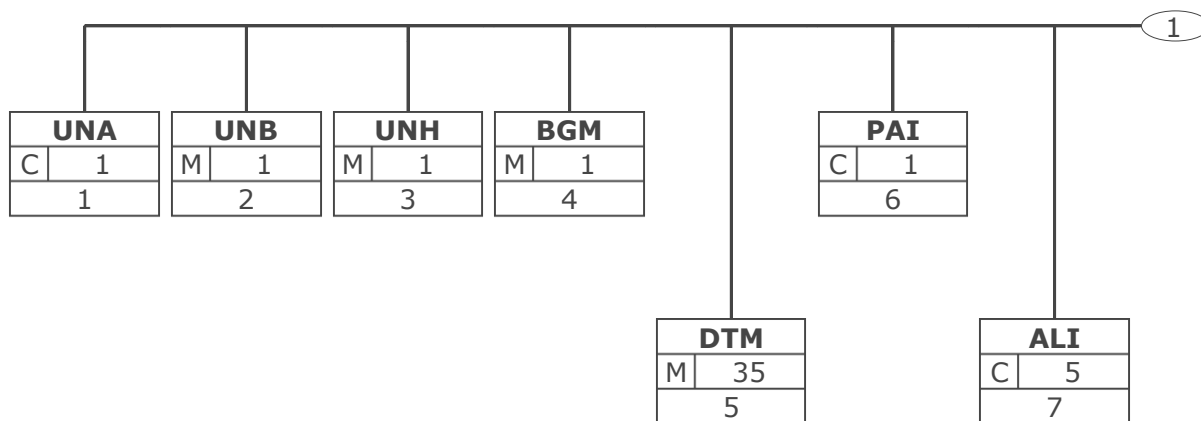 1
UNA UNB UNH BGM PAI
C 1 M 1 M 1 M 1 C 1
1 2 3 4 6
DTM ALI
M 35 C 5
5 7